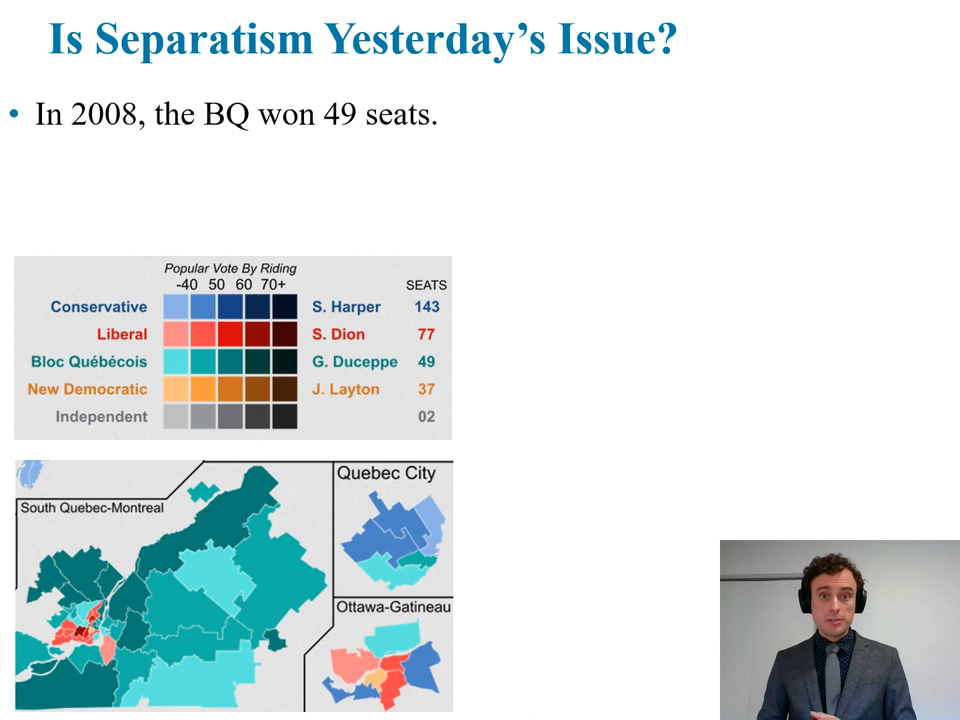 Is Separatism Yesterday's Issue?
• In 2008, the BQ won 49 seats.
Popular Vote By Riding
-40 50 60 70+ SEATS
Conservative S. Harper 143
Liberal S. Dion 77
Bloc Québécois G. Duceppe 49
New Democratic J. Layton 37
Independent 02
Quebec City
South Quebec-Montreal
Ottawa-Gatineau